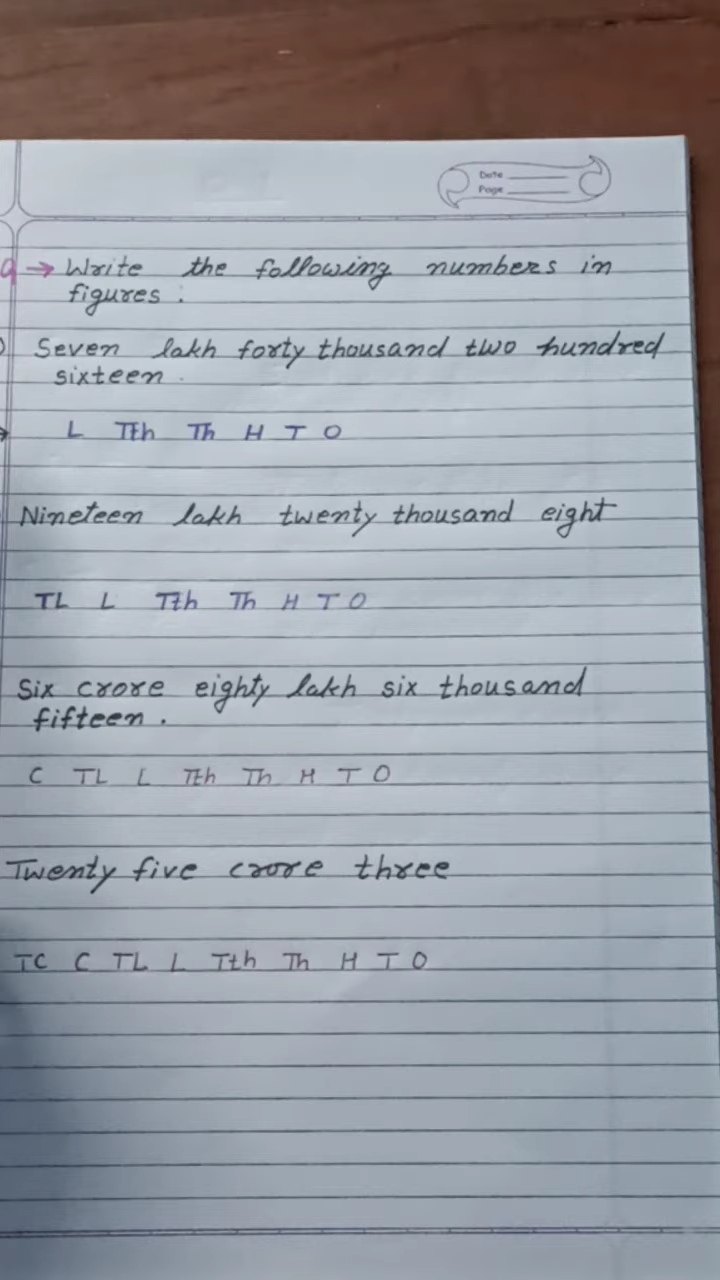 Date
Page
Q → Write the following numbers in
figures :
Seven lakh forty thousand two hundred
sixteen.
→ L Tth Th H T O
Nineteen lakh twenty thousand eight
TL L Tth Th H T O
Six crore eighty lakh six thousand
fifteen.
C TL L Tth Th H T O
Twenty five crore three
TC C TL L Tth Th H T O